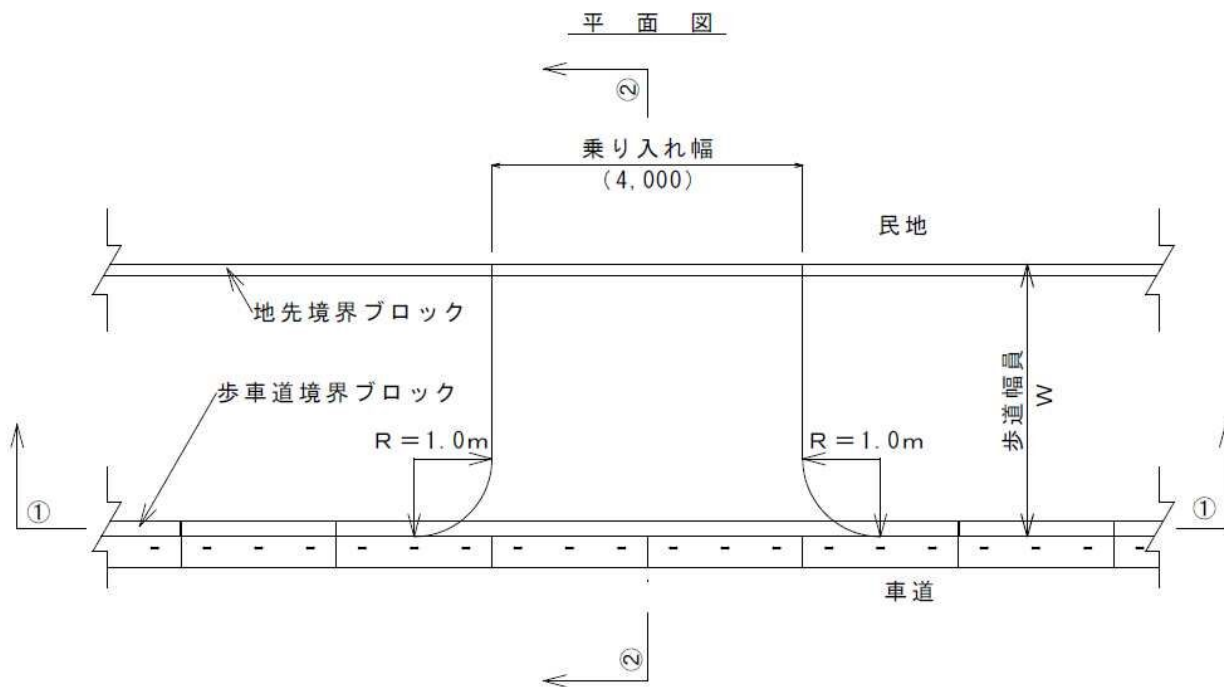 平面図
②
乗り入れ幅
(4,000)
民地
地先境界ブロック
歩車道境界ブロック
歩道幅員
W
R=1.0m
R=1.0m
①
①
車道
②